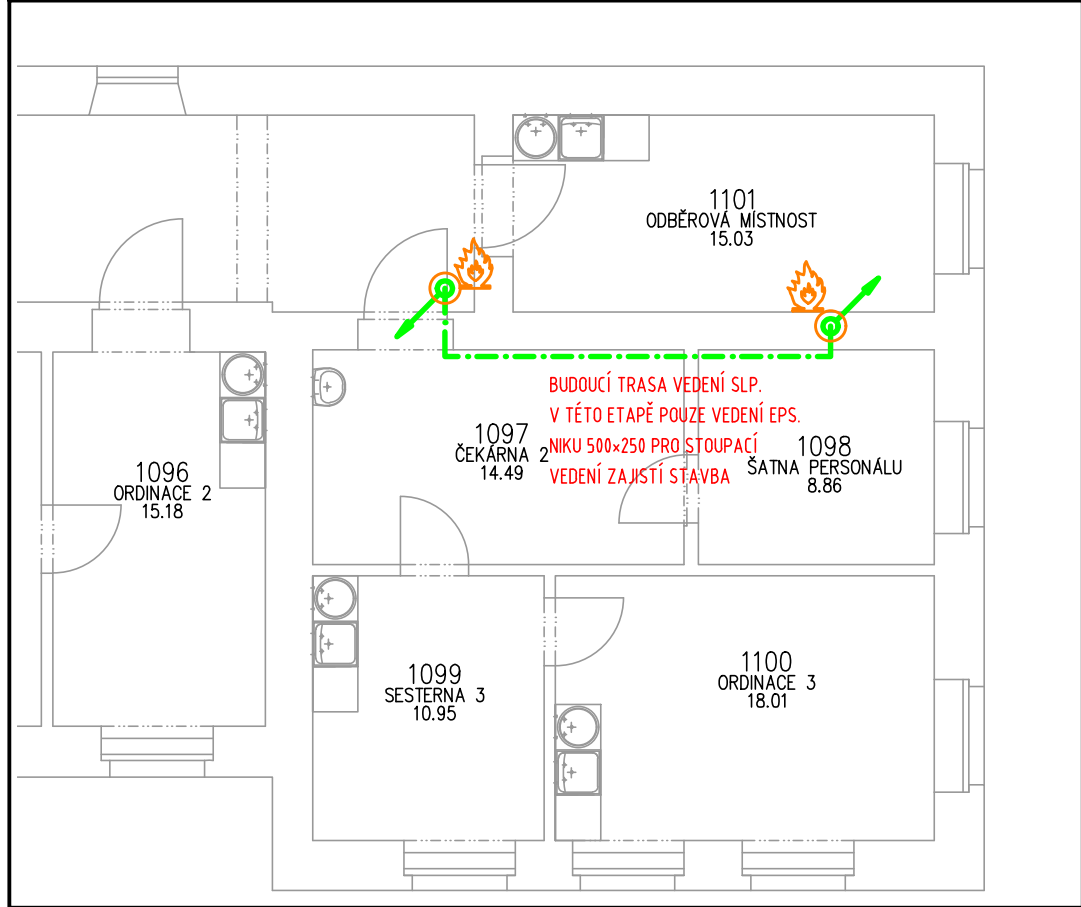 1101
ODBĚROVÁ MÍSTNOST
15.03
BUDOUCÍ TRASA VEDENÍ SLP.
V TÉTO ETAPĚ POUZE VEDENÍ EPS.
NIKU 500×250 PRO STOUPACÍ
VEDENÍ ZAJISTÍ STAVBA
1097
ČEKÁRNA 2
14.49
1098
ŠATNA PERSONÁLU
8.86
1096
ORDINACE 2
15.18
1099
SESTERNA 3
10.95
1100
ORDINACE 3
18.01